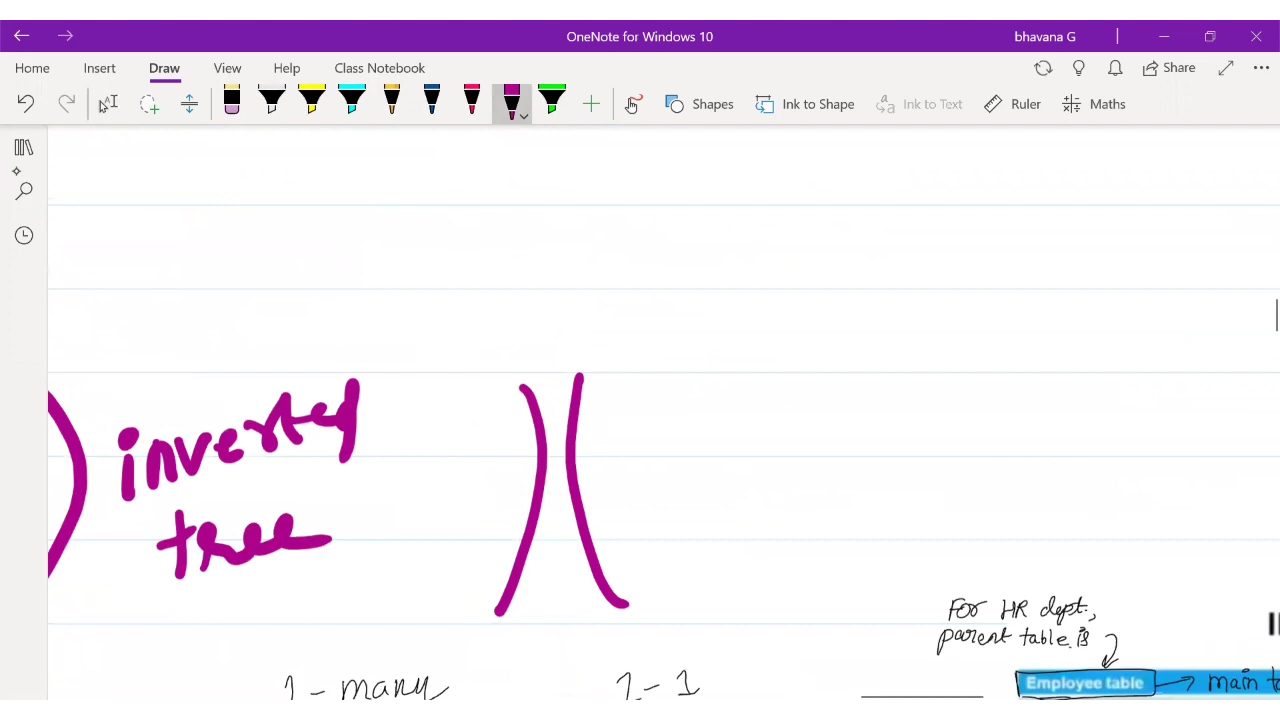 OneNote for Windows 10
bhavana G
Home Insert Draw View Help Class Notebook
Share
Shapes Ink to Shape Ink to Text Ruler Maths
inverted
tree
For HR dept.,
parent table is
1 - many
1 - 1
Employee table
main